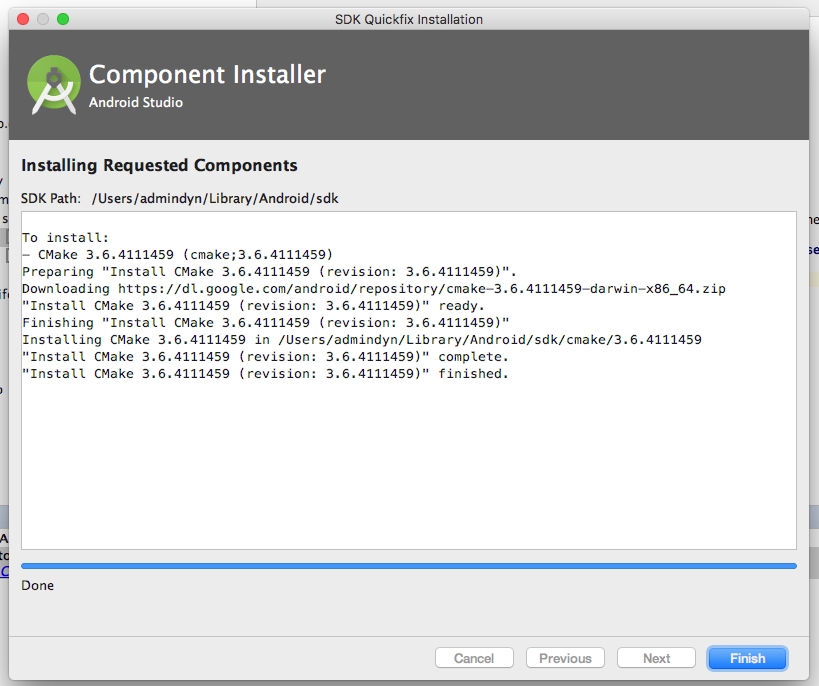 SDK Quickfix Installation
Component Installer
Android Studio
Installing Requested Components
SDK Path: /Users/admindyn/Library/Android/sdk
To install:
- CMake 3.6.4111459 (cmake;3.6.4111459)
Preparing "Install CMake 3.6.4111459 (revision: 3.6.4111459)".
Downloading https://dl.google.com/android/repository/cmake-3.6.4111459-darwin-x86_64.zip
"Install CMake 3.6.4111459 (revision: 3.6.4111459)" ready.
Finishing "Install CMake 3.6.4111459 (revision: 3.6.4111459)"
Installing CMake 3.6.4111459 in /Users/admindyn/Library/Android/sdk/cmake/3.6.4111459
"Install CMake 3.6.4111459 (revision: 3.6.4111459)" complete.
"Install CMake 3.6.4111459 (revision: 3.6.4111459)" finished.
Done
Cancel
Previous
Next
Finish